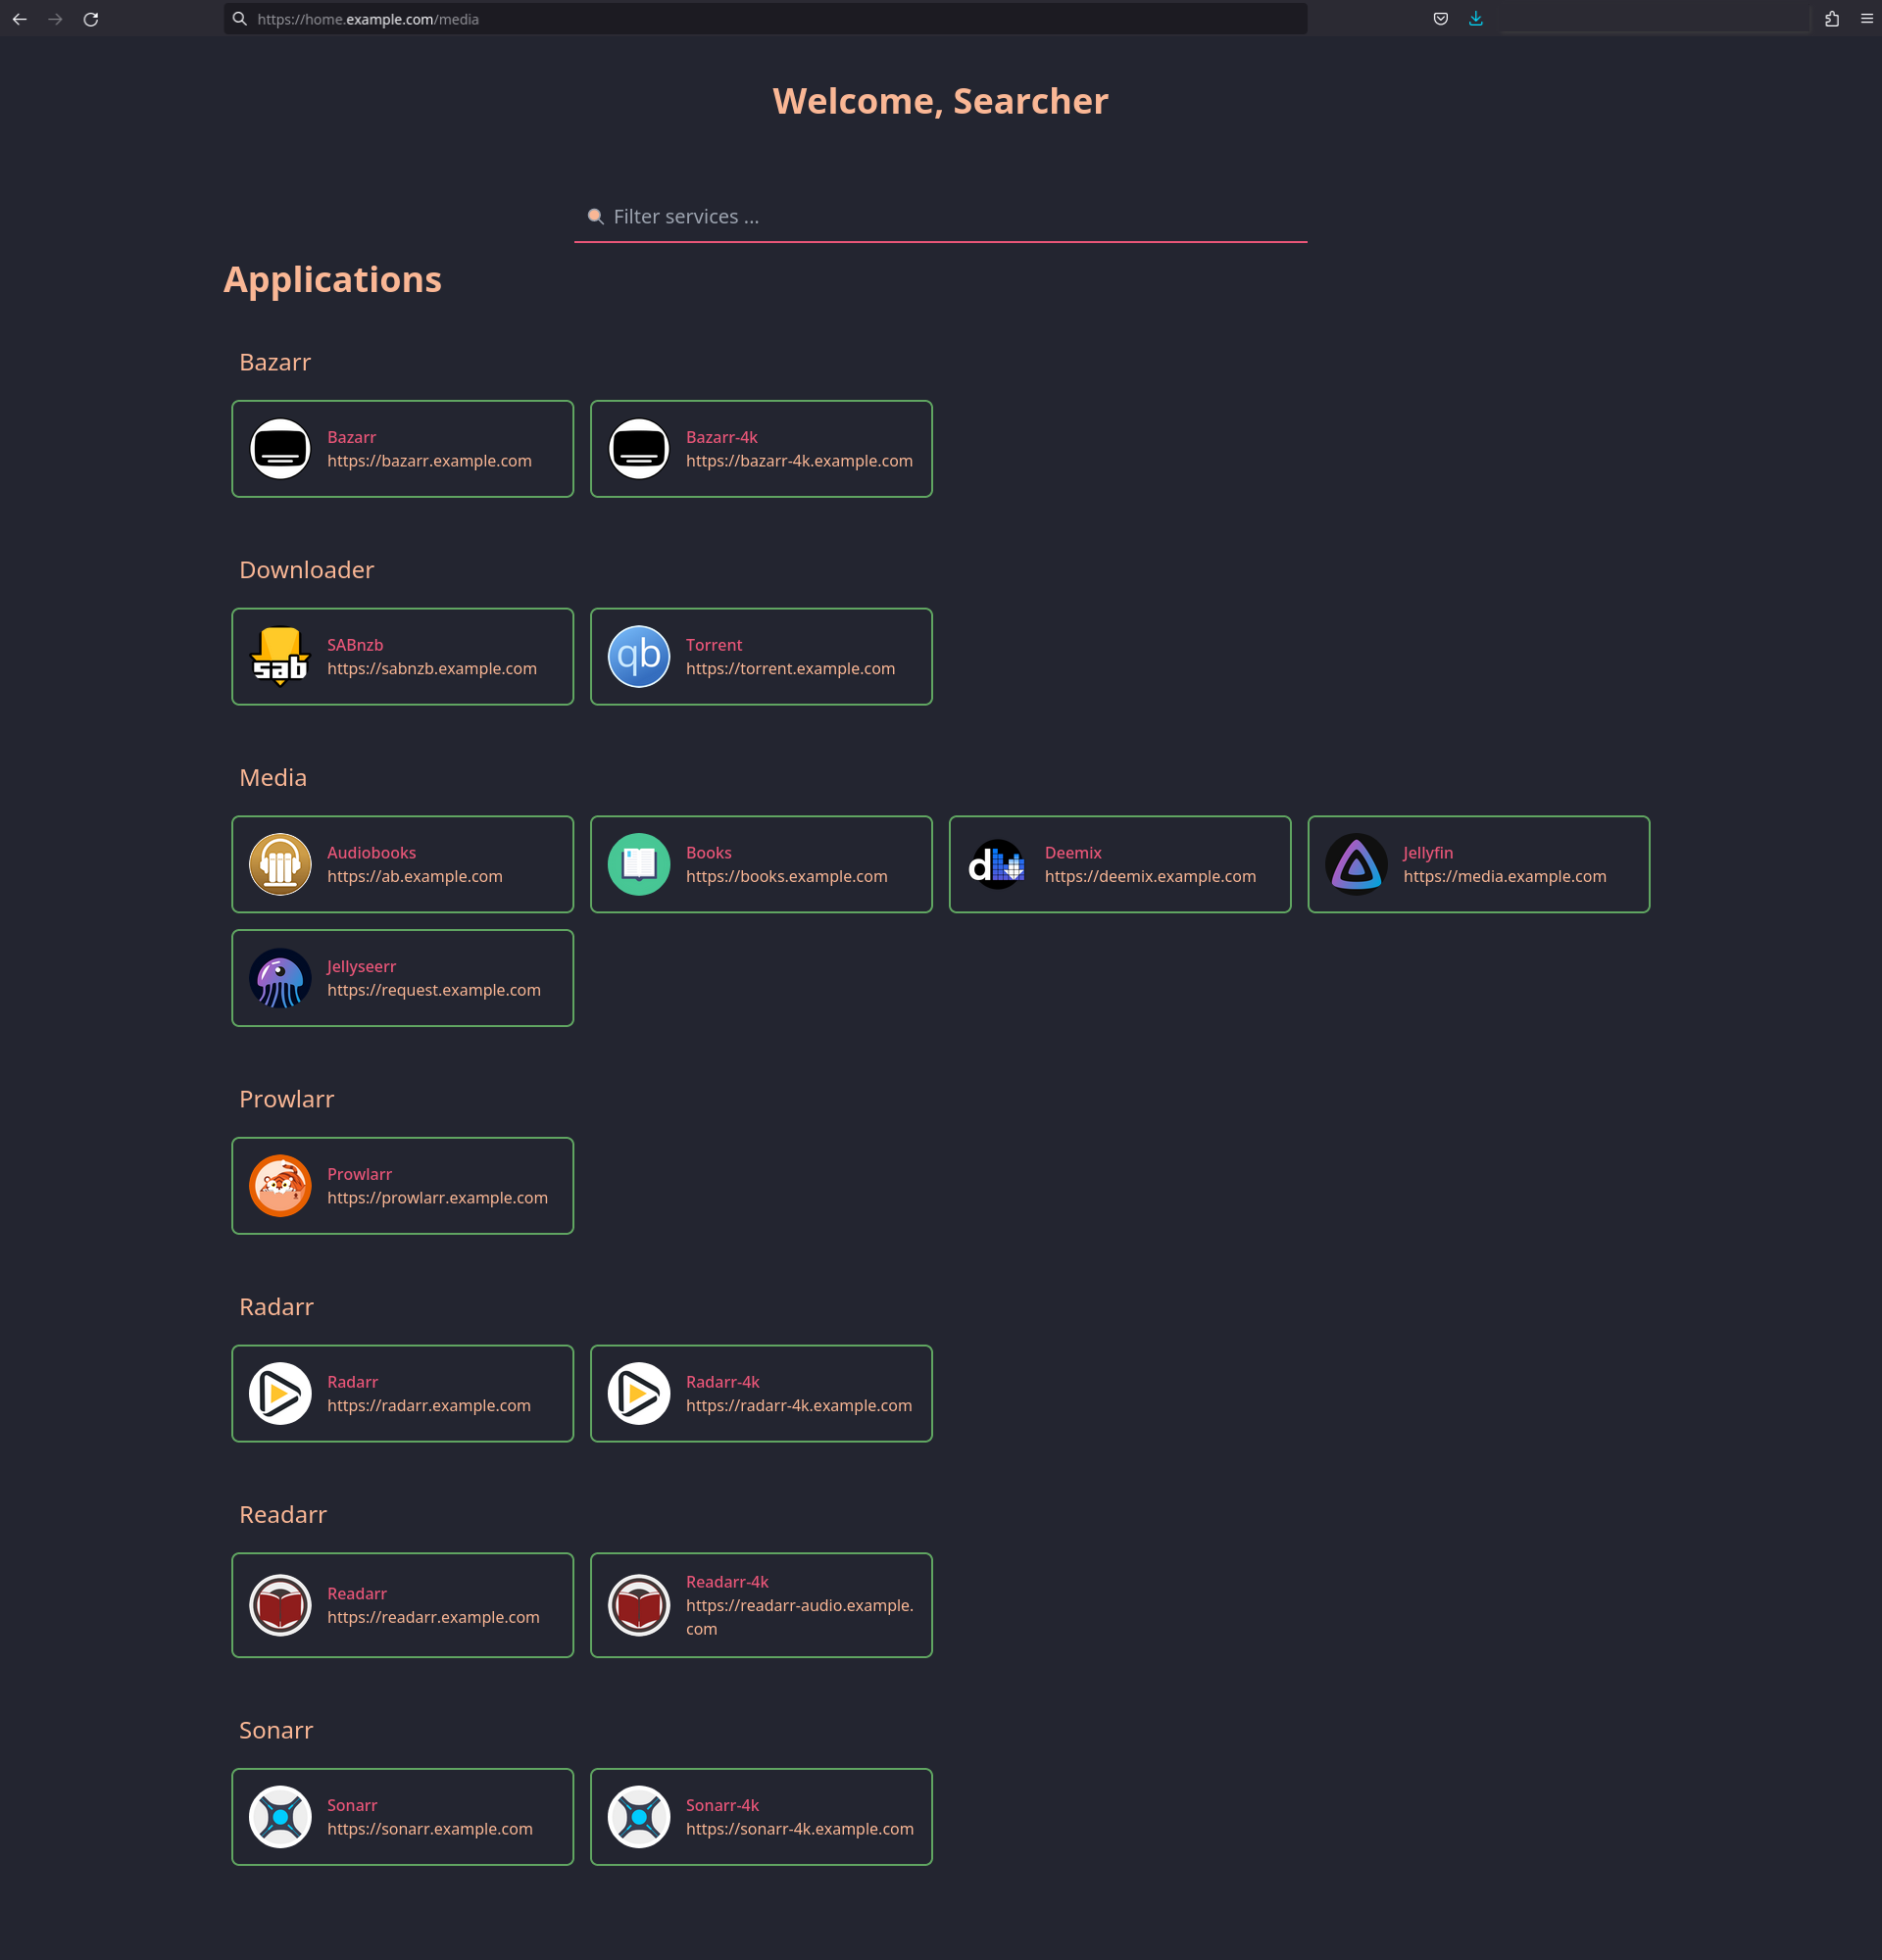 https://home.example.com/media
Welcome, Searcher
Filter services ...
Applications
Bazarr
Bazarr
https://bazarr.example.com
Bazarr-4k
https://bazarr-4k.example.com
Downloader
sab
SABnzb
https://sabnzb.example.com
qb
Torrent
https://torrent.example.com
Media
Audiobooks
https://ab.example.com
Books
https://books.example.com
d
Deemix
https://deemix.example.com
Jellyfin
https://media.example.com
Jellyseerr
https://request.example.com
Prowlarr
Prowlarr
https://prowlarr.example.com
Radarr
Radarr
https://radarr.example.com
Radarr-4k
https://radarr-4k.example.com
Readarr
Readarr
https://readarr.example.com
Readarr-4k
https://readarr-audio.example.
com
Sonarr
Sonarr
https://sonarr.example.com
Sonarr-4k
https://sonarr-4k.example.com